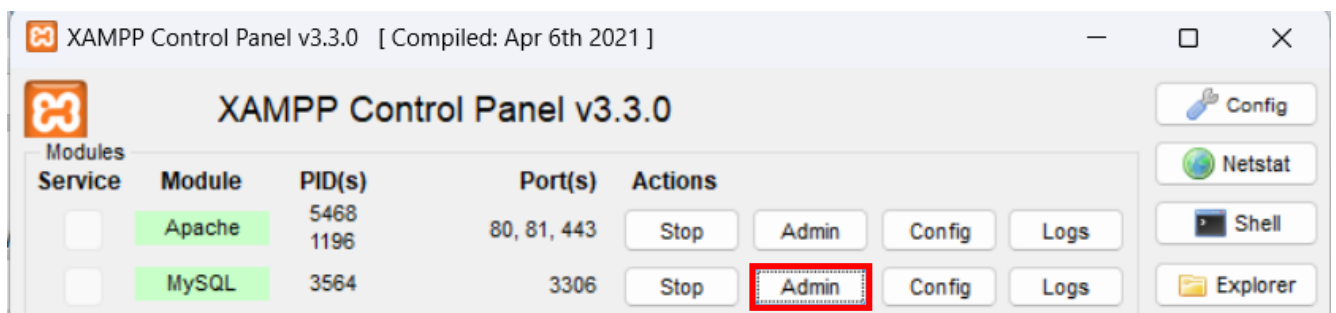 XAMPP Control Panel v3.3.0 [ Compiled: Apr 6th 2021 ]
XAMPP Control Panel v3.3.0
Config
Modules
Netstat
Service Module PID(s) Port(s) Actions
Apache 5468 1196 80, 81, 443 Stop Admin Config Logs
Shell
MySQL 3564 3306 Stop Admin Config Logs
Explorer